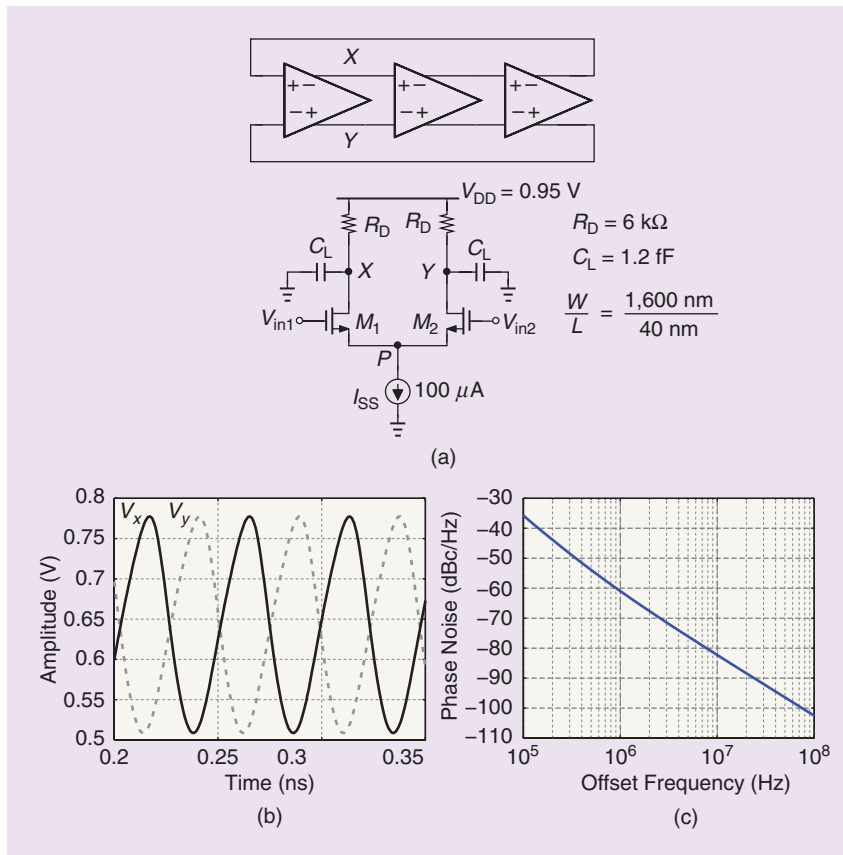 X
+ − + − + −
− + − + − +
Y
V_DD = 0.95 V
R_D R_D
R_D = 6 kΩ
C_L C_L
C_L = 1.2 fF
X Y
W/L = 1,600 nm/40 nm
V_in1 M_1 M_2 V_in2
P
I_SS 100 μA
(a)
V_x V_y
0.8
0.75
0.7
0.65
0.6
0.55
0.5
Amplitude (V)
0.2 0.25 0.3 0.35
Time (ns)
(b)
−30
−40
−50
−60
−70
−80
−90
−100
−110
Phase Noise (dBc/Hz)
10^5 10^6 10^7 10^8
Offset Frequency (Hz)
(c)